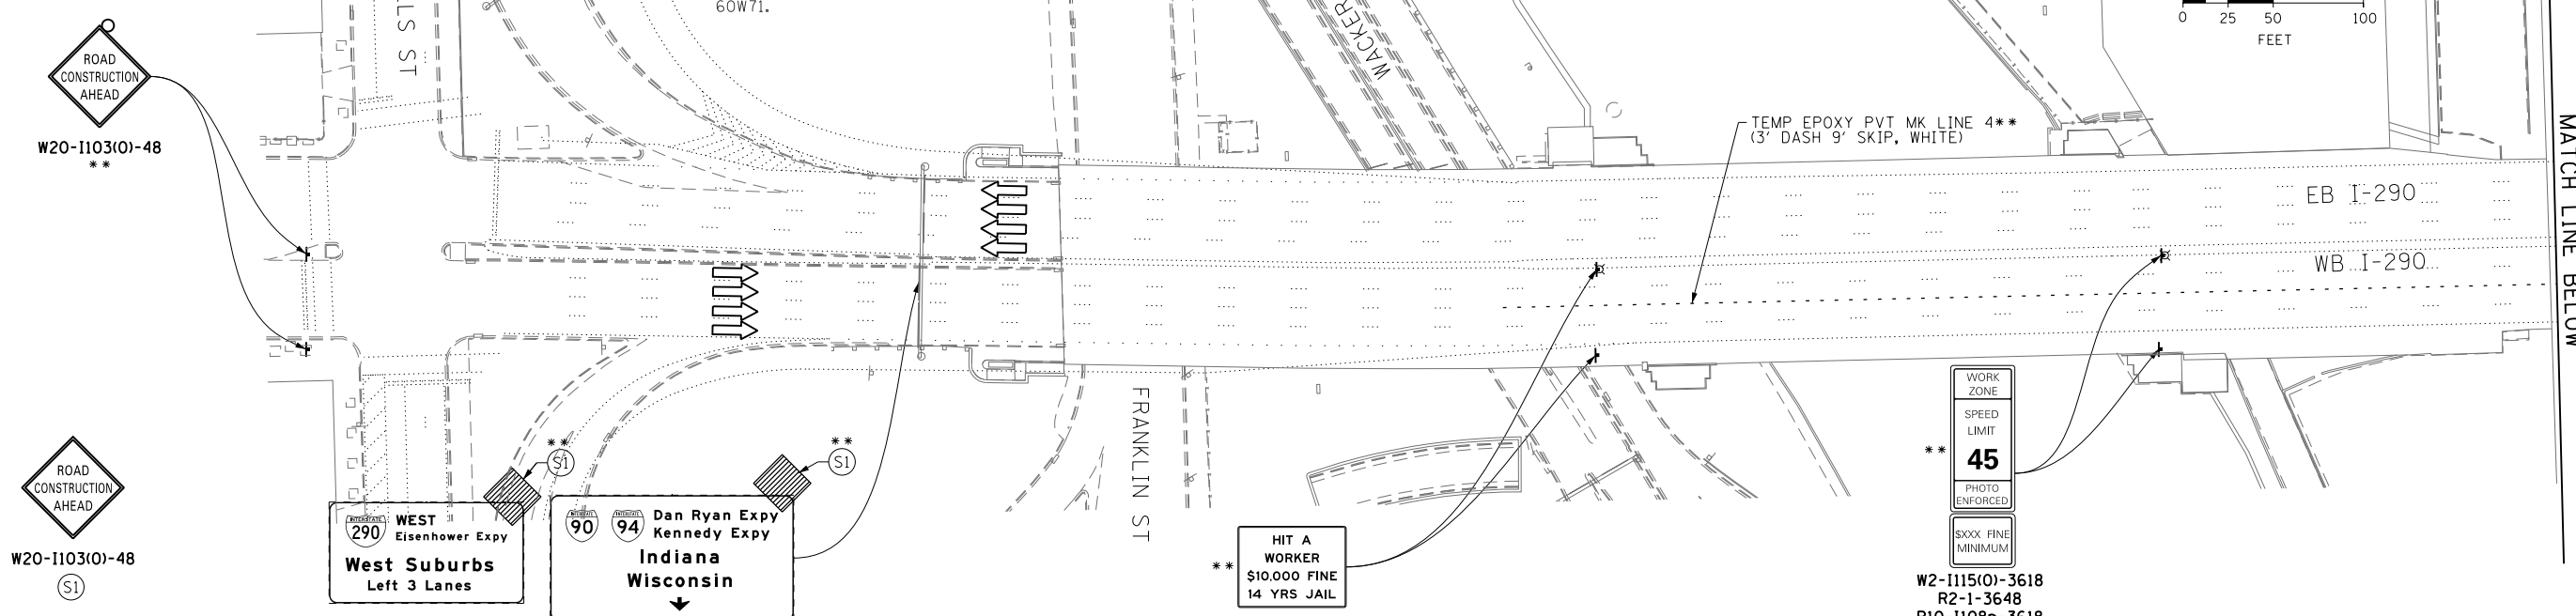 60W71.
0 25 50 100
FEET
ROAD
CONSTRUCTION
AHEAD
W20-I103(0)-48
**
LLS ST
WACKER
TEMP EPOXY PVT MK LINE 4**
(3' DASH 9' SKIP, WHITE)
EB I-290
WB I-290
MATCH LINE BELOW
FRANKLIN ST
ROAD
CONSTRUCTION
AHEAD
W20-I103(0)-48
S1
**
S1
INTERSTATE
290
WEST
Eisenhower Expy
West Suburbs
Left 3 Lanes
**
S1
INTERSTATE
90
INTERSTATE
94
Dan Ryan Expy
Kennedy Expy
Indiana
Wisconsin
**
HIT A
WORKER
$10,000 FINE
14 YRS JAIL
**
WORK
ZONE
SPEED
LIMIT
45
PHOTO
ENFORCED
$XXX FINE
MINIMUM
W2-I115(0)-3618
R2-1-3648
R10-I108p-3618